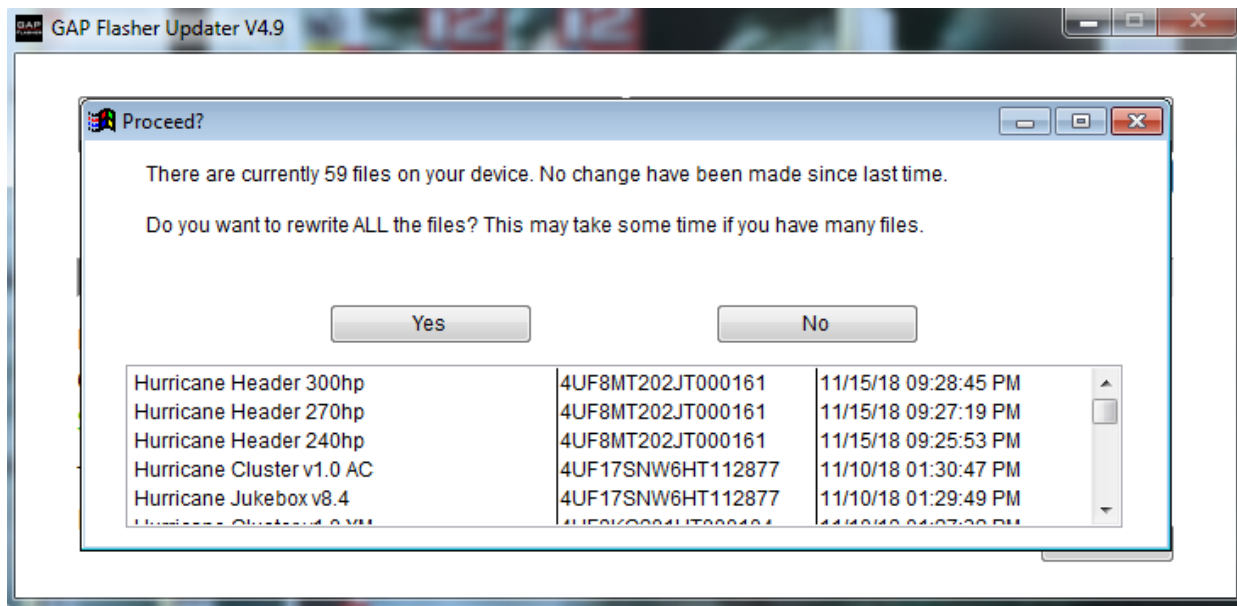 GAP Flasher Updater V4.9
Proceed?
There are currently 59 files on your device. No change have been made since last time.
Do you want to rewrite ALL the files? This may take some time if you have many files.
Yes No
Hurricane Header 300hp 4UF8MT202JT000161 11/15/18 09:28:45 PM
Hurricane Header 270hp 4UF8MT202JT000161 11/15/18 09:27:19 PM
Hurricane Header 240hp 4UF8MT202JT000161 11/15/18 09:25:53 PM
Hurricane Cluster v1.0 AC 4UF17SNW6HT112877 11/10/18 01:30:47 PM
Hurricane Jukebox v8.4 4UF17SNW6HT112877 11/10/18 01:29:49 PM